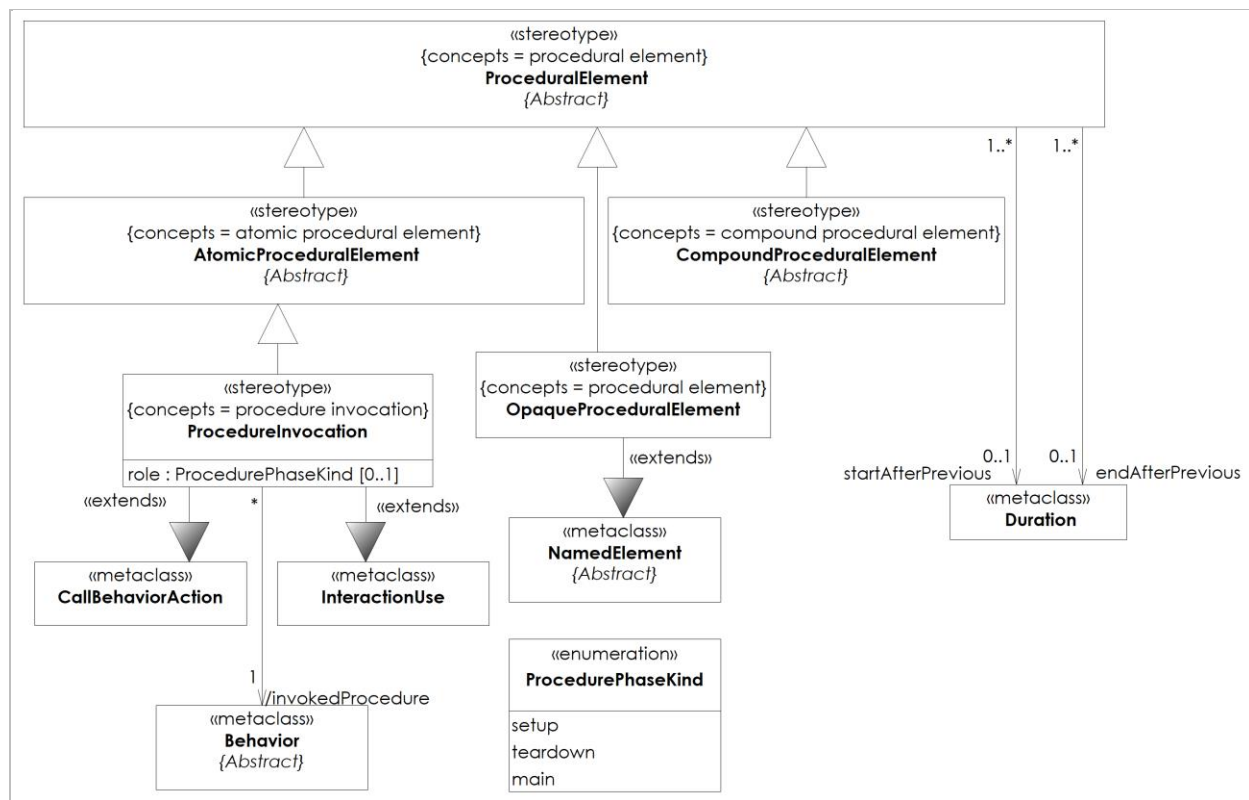 «stereotype»
{concepts = procedural element}
ProceduralElement
{Abstract}
1..*
1..*
«stereotype»
{concepts = atomic procedural element}
AtomicProceduralElement
{Abstract}
«stereotype»
{concepts = compound procedural element}
CompoundProceduralElement
{Abstract}
«stereotype»
{concepts = procedure invocation}
ProcedureInvocation
role : ProcedurePhaseKind [0..1]
«stereotype»
{concepts = procedural element}
OpaqueProceduralElement
«extends»
*
«extends»
«extends»
0..1
0..1
startAfterPrevious
endAfterPrevious
«metaclass»
Duration
«metaclass»
CallBehaviorAction
«metaclass»
InteractionUse
«metaclass»
NamedElement
{Abstract}
1
/invokedProcedure
«metaclass»
Behavior
{Abstract}
«enumeration»
ProcedurePhaseKind
setup
teardown
main